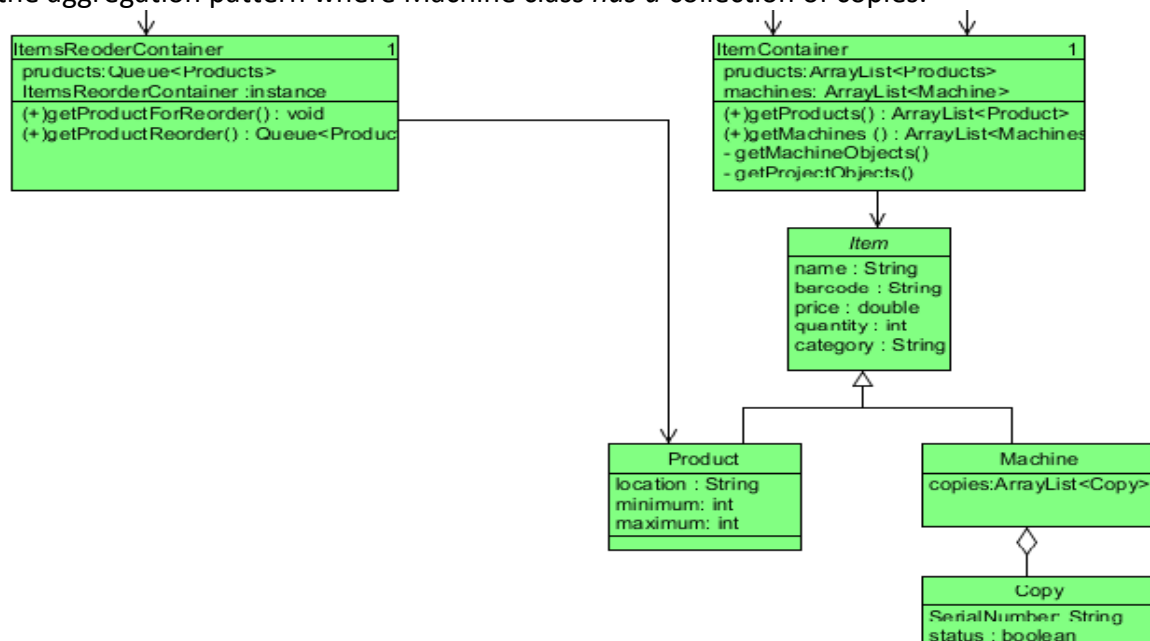 the aggregation pattern where Machine class has a collection of copies.
ItemsReoderContainer 1
pruducts:Queue<Products>
ItemsReorderContainer :instance
(+)getProductForReorder() : void
(+)getProductReorder() : Queue<Produc
ItemContainer 1
pruducts:ArrayList<Products>
machines: ArrayList<Machine>
(+)getProducts() : ArrayList<Product>
(+)getMachines () : ArrayList<Machines
- getMachineObjects()
- getProjectObjects()
Item
name : String
barcode : String
price : double
quantity : int
category : String
Product
location : String
minimum: int
maximum: int
Machine
copies:ArrayList<Copy>
Copy
SerialNumber: String
status : boolean